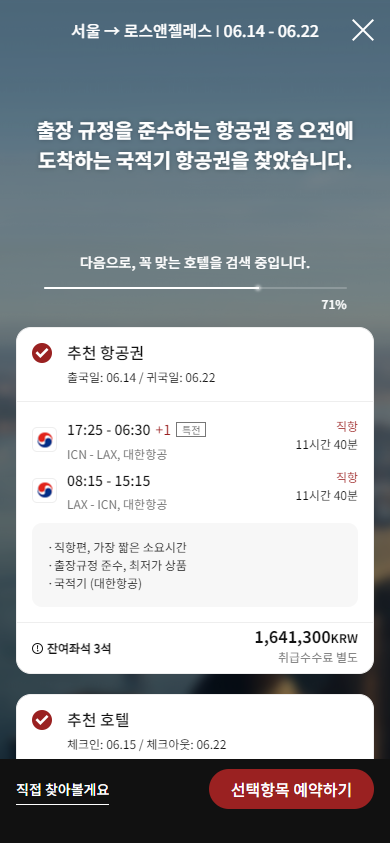 서울 → 로스앤젤레스 | 06.14 - 06.22
출장 규정을 준수하는 항공권 중 오전에
도착하는 국적기 항공권을 찾았습니다.
다음으로, 꼭 맞는 호텔을 검색 중입니다.
71%
추천 항공권
출국일: 06.14 / 귀국일: 06.22
17:25 - 06:30 +1 특전 직항
ICN - LAX, 대한항공 11시간 40분
08:15 - 15:15 직항
LAX - ICN, 대한항공 11시간 40분
· 직항편, 가장 짧은 소요시간
· 출장규정 준수, 최저가 상품
· 국적기 (대한항공)
잔여좌석 3석 1,641,300KRW
취급수수료 별도
추천 호텔
체크인: 06.15 / 체크아웃: 06.22
직접 찾아볼게요 선택항목 예약하기